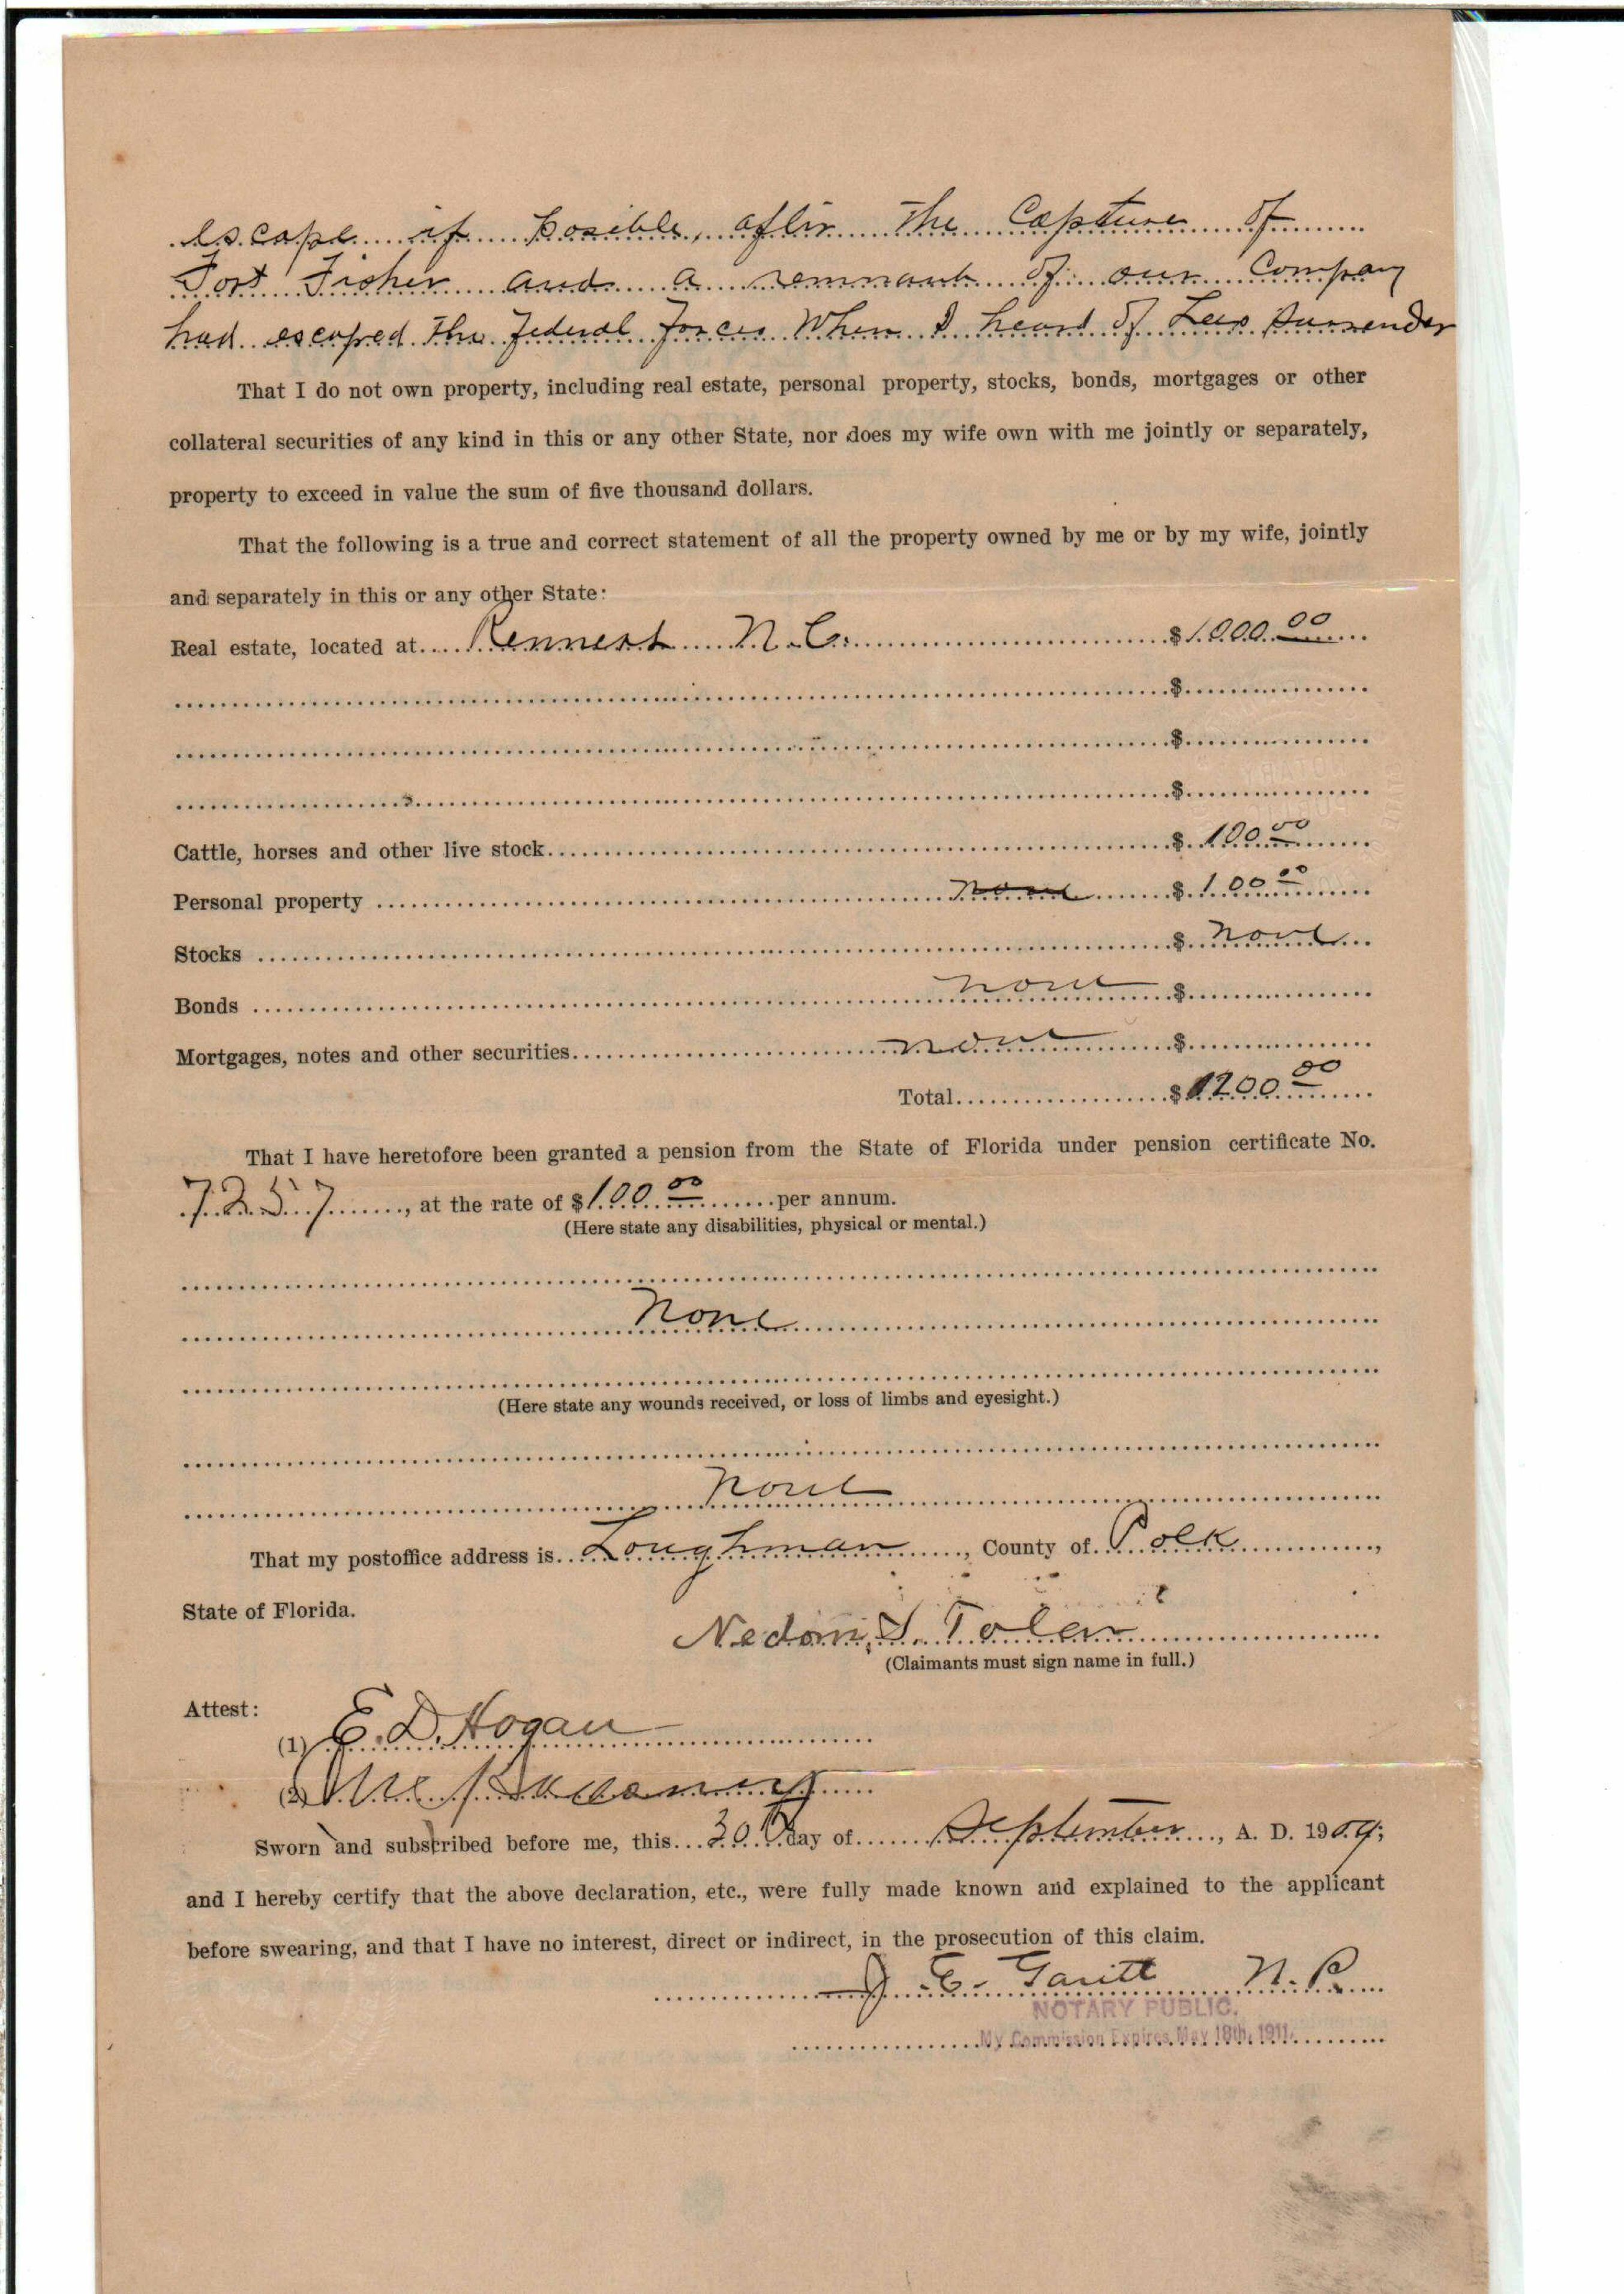 escape if posible, after the Capture of
Fort Fisher and a remnant of our Company
had escaped the Federal Forces When I heard of Lees Surrender
That I do not own property, including real estate, personal property, stocks, bonds, mortgages or other
collateral securities of any kind in this or any other State, nor does my wife own with me jointly or separately,
property to exceed in value the sum of five thousand dollars.
That the following is a true and correct statement of all the property owned by me or by my wife, jointly
and separately in this or any other State:
Real estate, located at.... N.C. $1000 00
$
$
$
Cattle, horses and other live stock $ 100 00
Personal property none $ 100 00
Stocks $ none
Bonds none $
Mortgages, notes and other securities none $
Total $1200 00
That I have heretofore been granted a pension from the State of Florida under pension certificate No.
7257, at the rate of $100 00 per annum.
(Here state any disabilities, physical or mental.)
None
(Here state any wounds received, or loss of limbs and eyesight.)
none
That my postoffice address is Loughman, County of Polk,
State of Florida.
Nedom S. Toler
(Claimants must sign name in full.)
Attest:
(1) E. D. Hogan
(2)
Sworn and subscribed before me, this 30 day of September, A. D. 1909;
and I hereby certify that the above declaration, etc., were fully made known and explained to the applicant
before swearing, and that I have no interest, direct or indirect, in the prosecution of this claim.
J. C. N. P.
NOTARY PUBLIC.
My Commission Expires May 18th, 1911.